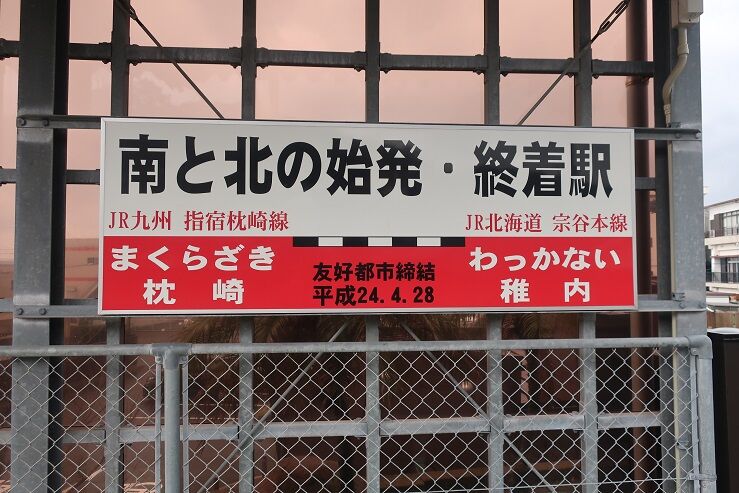 南と北の始発・終着駅
JR九州 指宿枕崎線
JR北海道 宗谷本線
まくらざき
枕崎
友好都市締結
平成24.4.28
わっかない
稚内